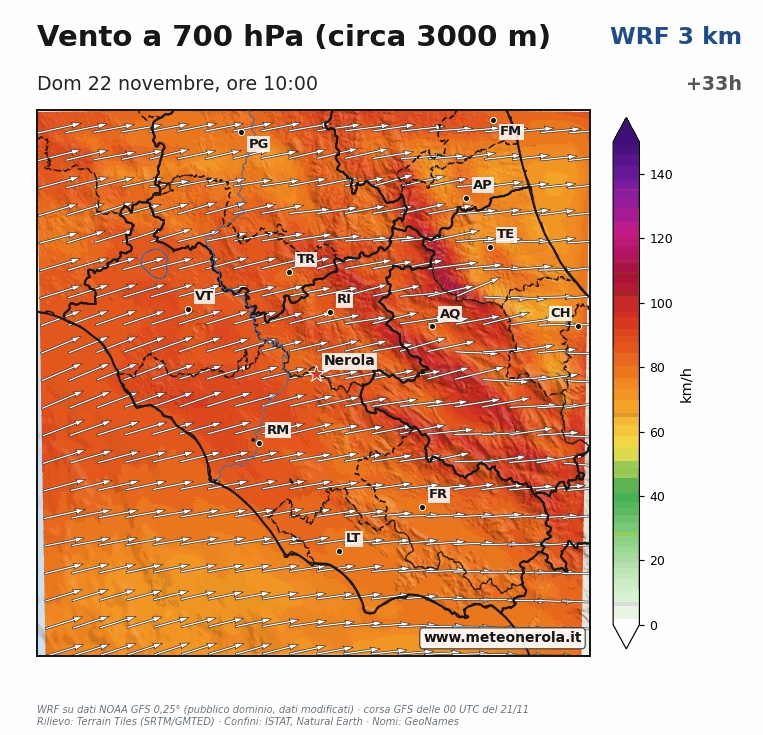 Vento a 700 hPa (circa 3000 m)
WRF 3 km
Dom 22 novembre, ore 10:00
+33h
FM
PG
AP
TE
TR
VT
RI
AQ
CH
Nerola
RM
FR
LT
www.meteonerola.it
140
120
100
80
60
40
20
0
km/h
WRF su dati NOAA GFS 0,25° (pubblico dominio, dati modificati) · corsa GFS delle 00 UTC del 21/11
Rilievo: Terrain Tiles (SRTM/GMTED) · Confini: ISTAT, Natural Earth · Nomi: GeoNames